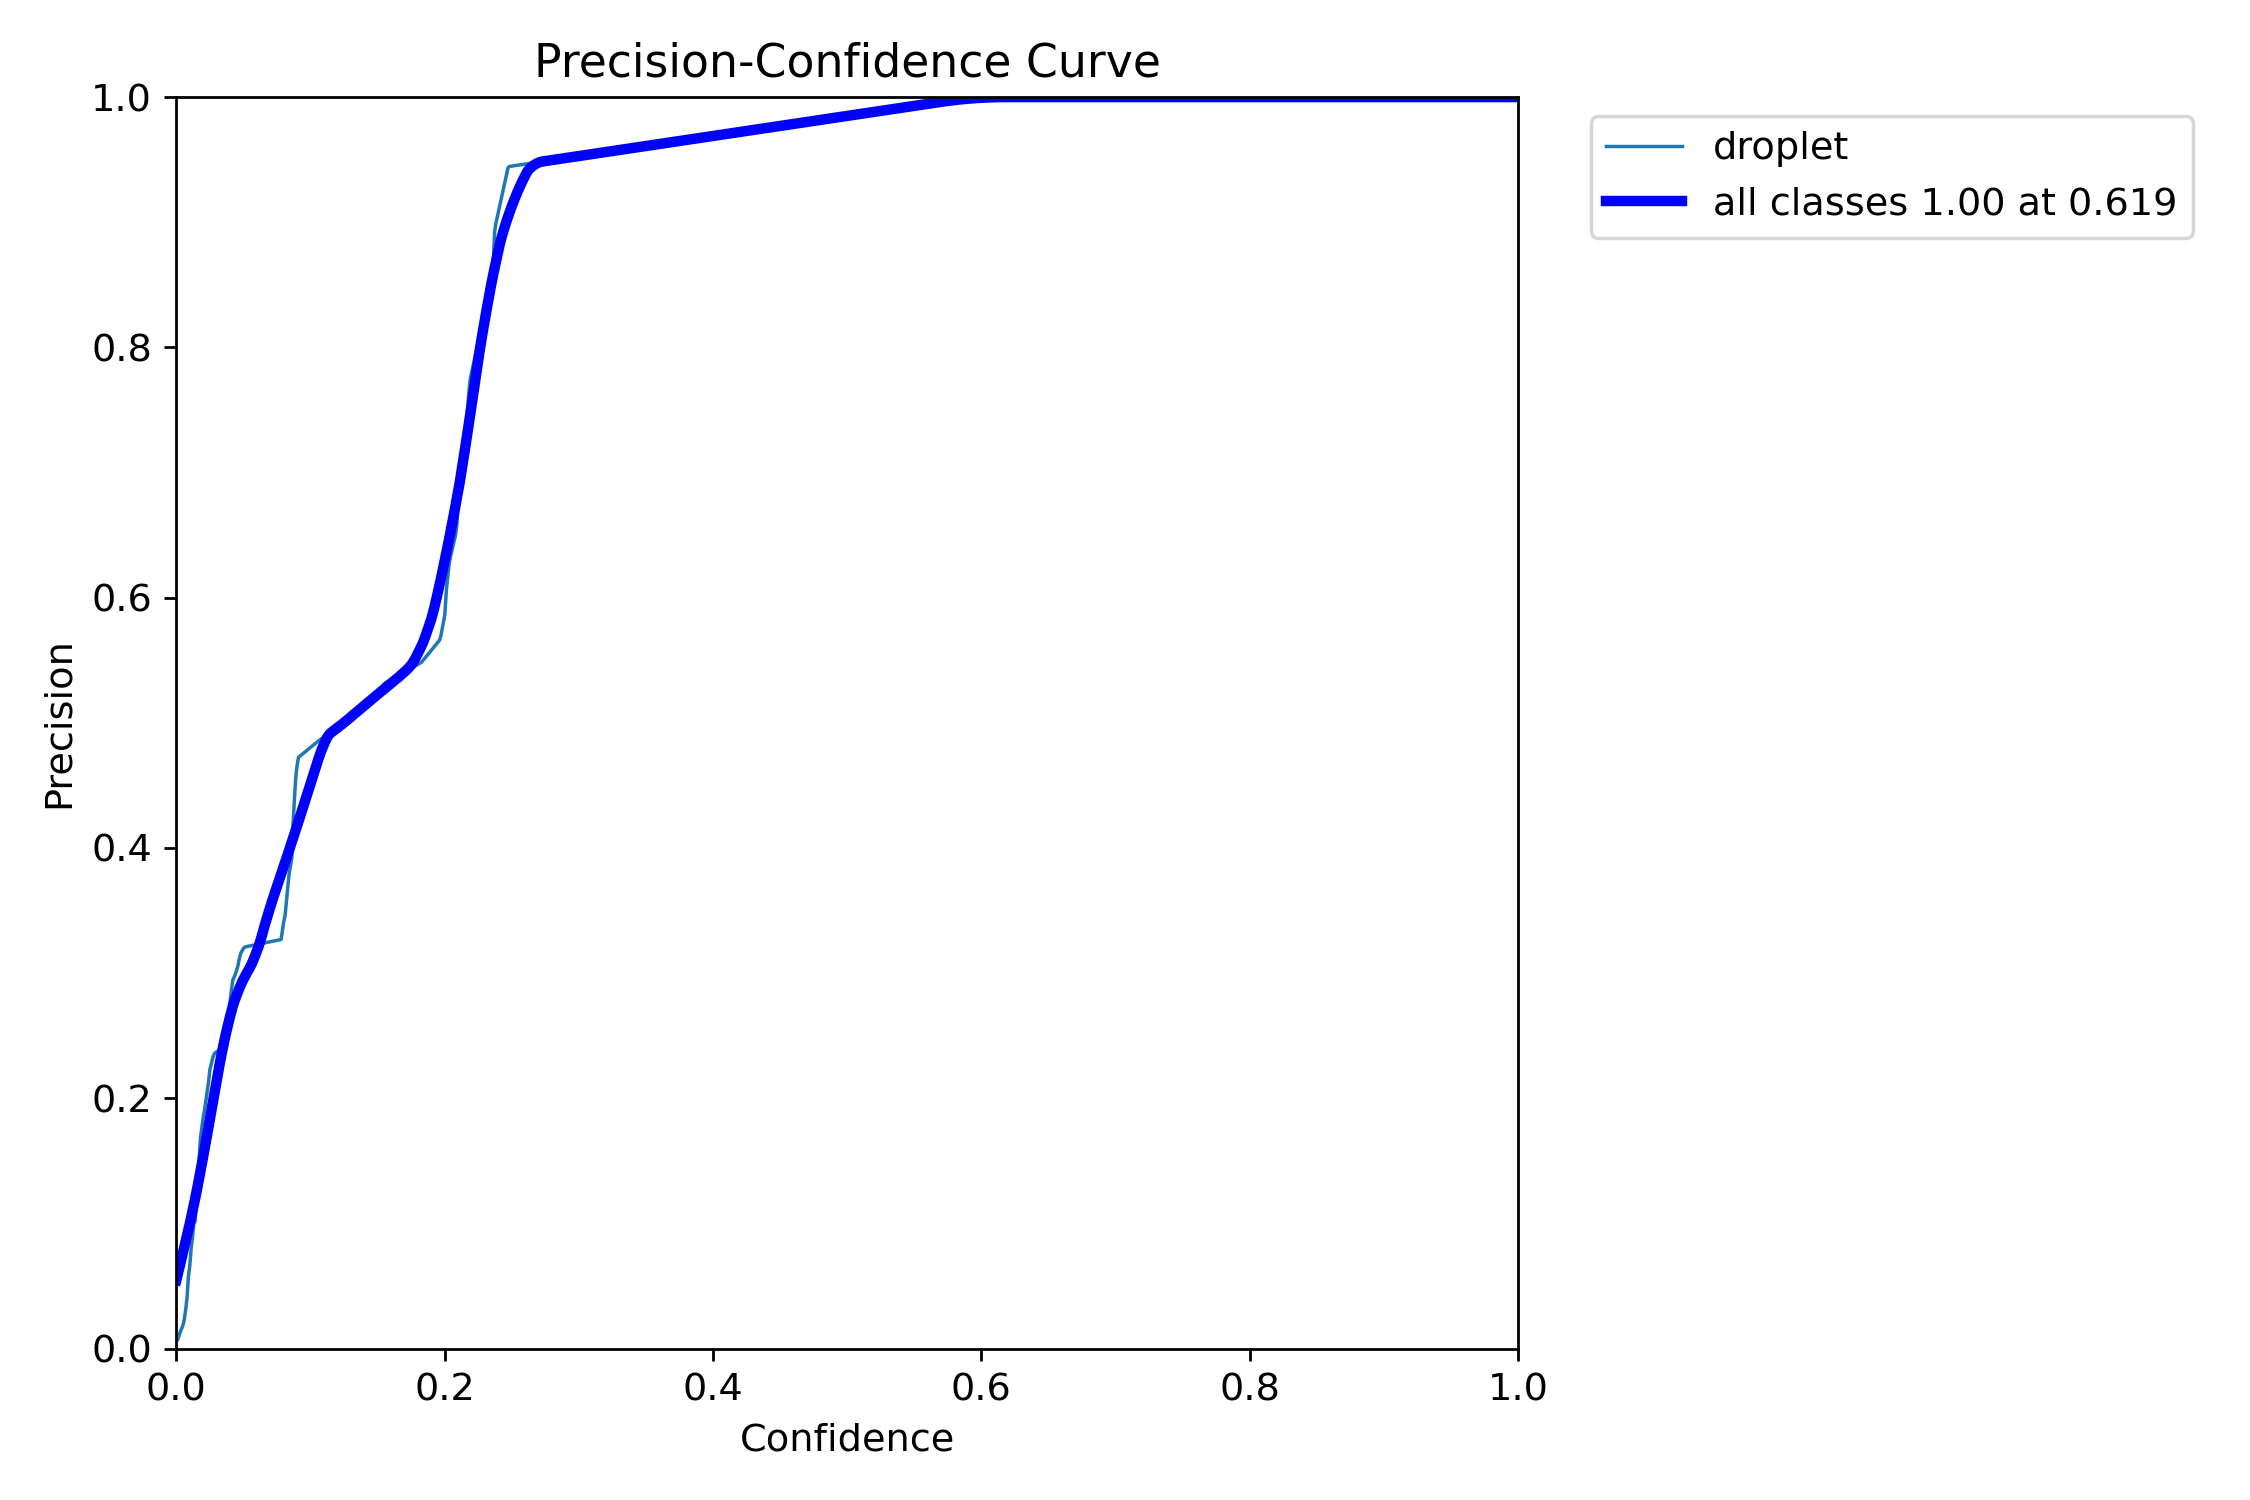 Precision-Confidence Curve
1.0
0.8
0.6
0.4
0.2
0.0
Precision
0.0 0.2 0.4 0.6 0.8 1.0
Confidence
droplet
all classes 1.00 at 0.619